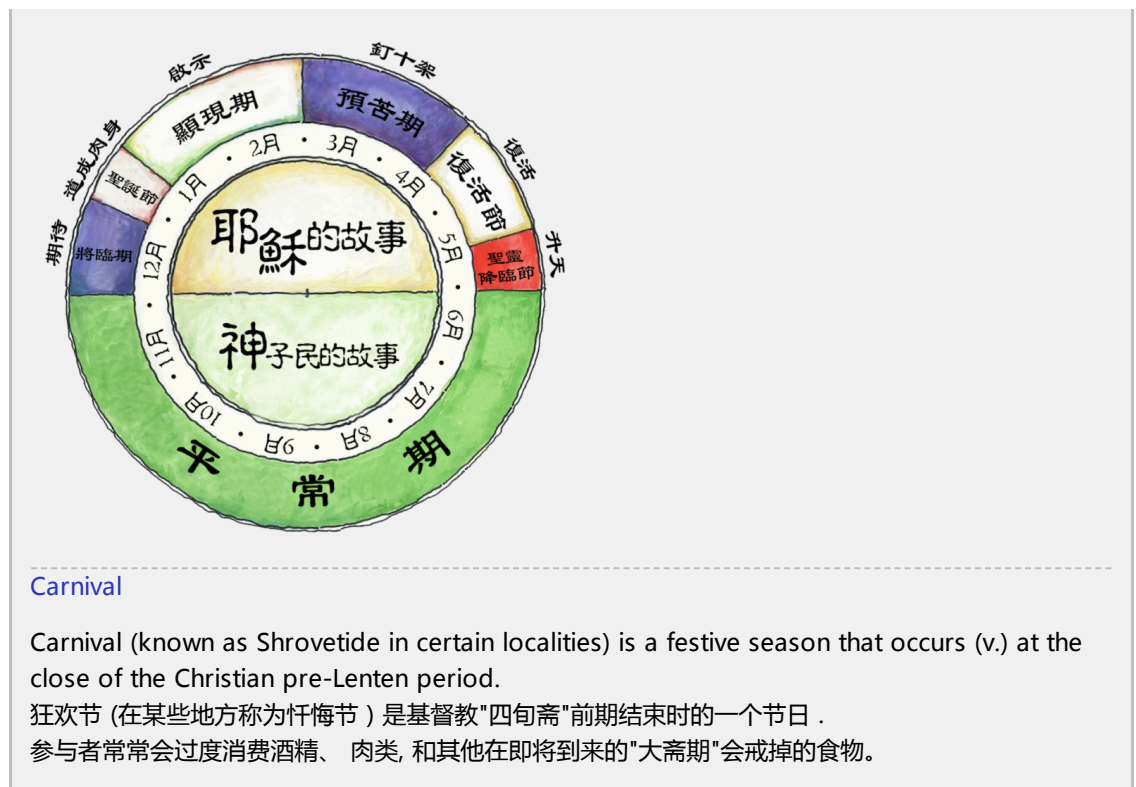 啟示
釘十架
道成肉身
復活
期待
升天
顯現期
預苦期
聖誕節
復活節
將臨期
聖靈
降臨節
1月
2月
3月
4月
5月
6月
7月
8月
9月
10月
11月
12月
耶穌的故事
神子民的故事
平常期
Carnival
Carnival (known as Shrovetide in certain localities) is a festive season that occurs (v.) at the
close of the Christian pre-Lenten period.
狂欢节 (在某些地方称为忏悔节 ) 是基督教"四旬斋"前期结束时的一个节日 .
参与者常常会过度消费酒精、 肉类, 和其他在即将到来的"大斋期"会戒掉的食物。